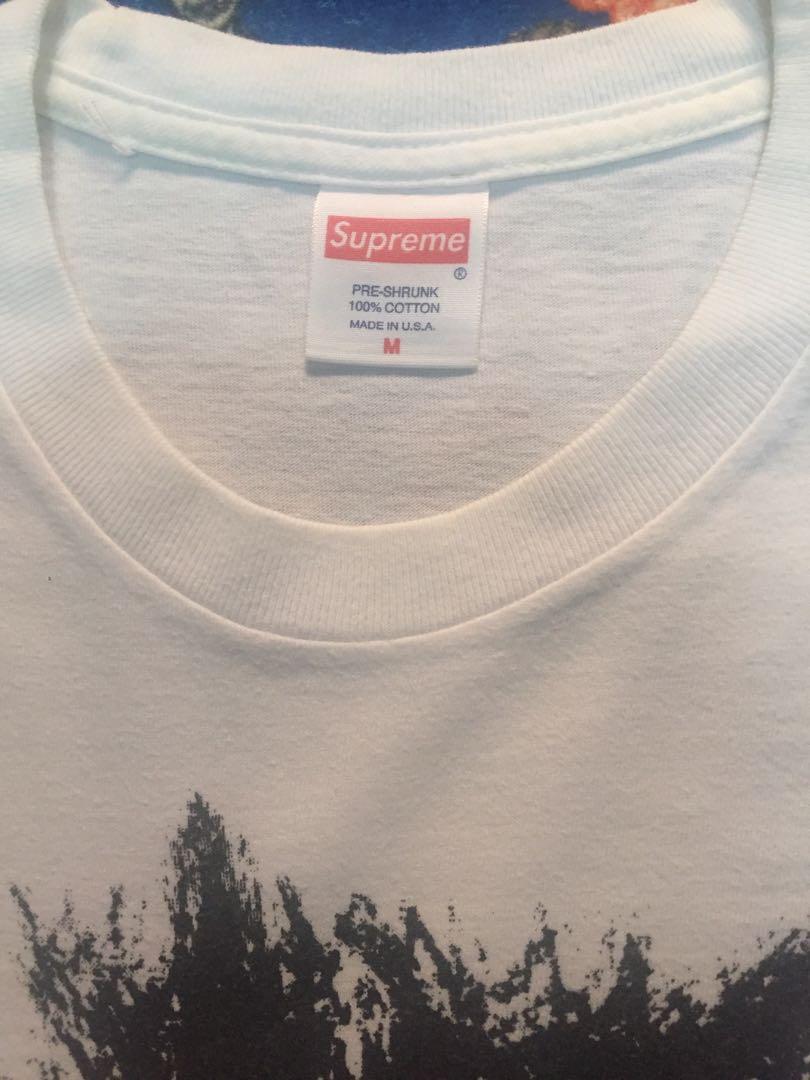 Supreme
®
PRE-SHRUNK
100% COTTON
MADE IN U.S.A.
M